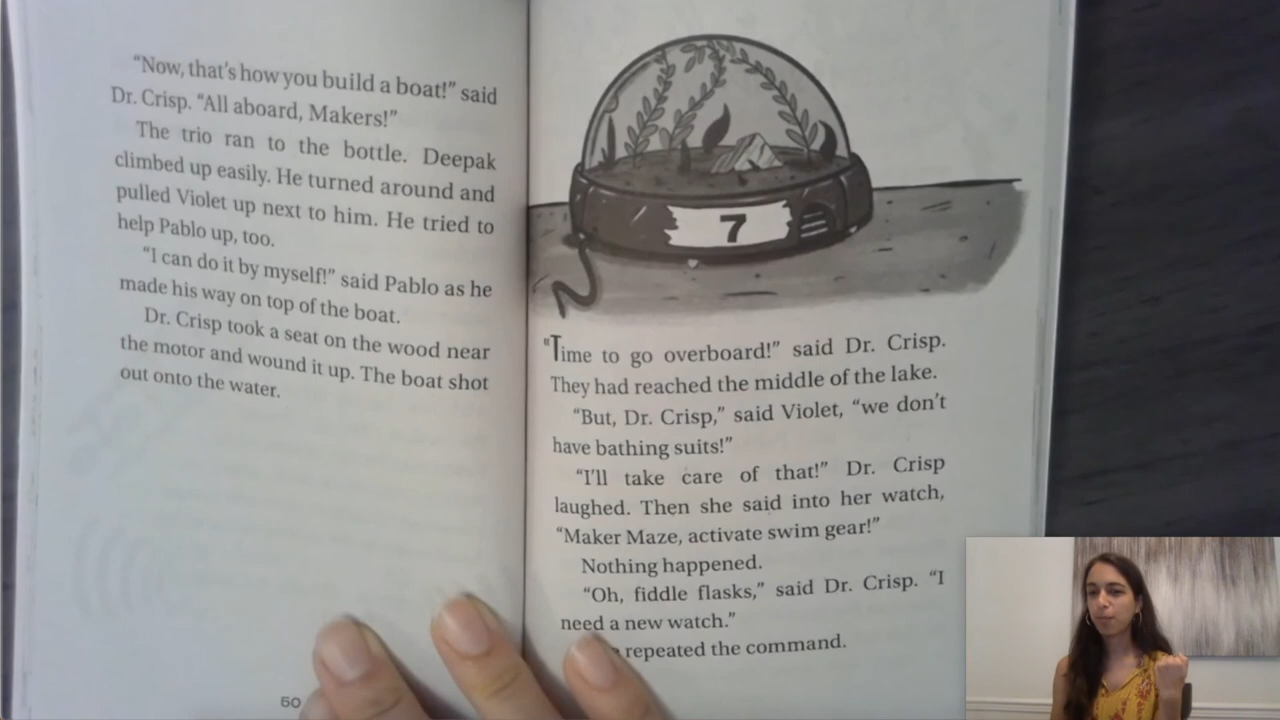 “Now, that’s how you build a boat!” said
Dr. Crisp. “All aboard, Makers!”
The trio ran to the bottle. Deepak
climbed up easily. He turned around and
pulled Violet up next to him. He tried to
help Pablo up, too.
“I can do it by myself!” said Pablo as he
made his way on top of the boat.
Dr. Crisp took a seat on the wood near
the motor and wound it up. The boat shot
out onto the water.
50
7
“Time to go overboard!” said Dr. Crisp.
They had reached the middle of the lake.
“But, Dr. Crisp,” said Violet, “we don’t
have bathing suits!”
“I’ll take care of that!” Dr. Crisp
laughed. Then she said into her watch,
“Maker Maze, activate swim gear!”
Nothing happened.
“Oh, fiddle flasks,” said Dr. Crisp. “I
need a new watch.”
repeated the command.